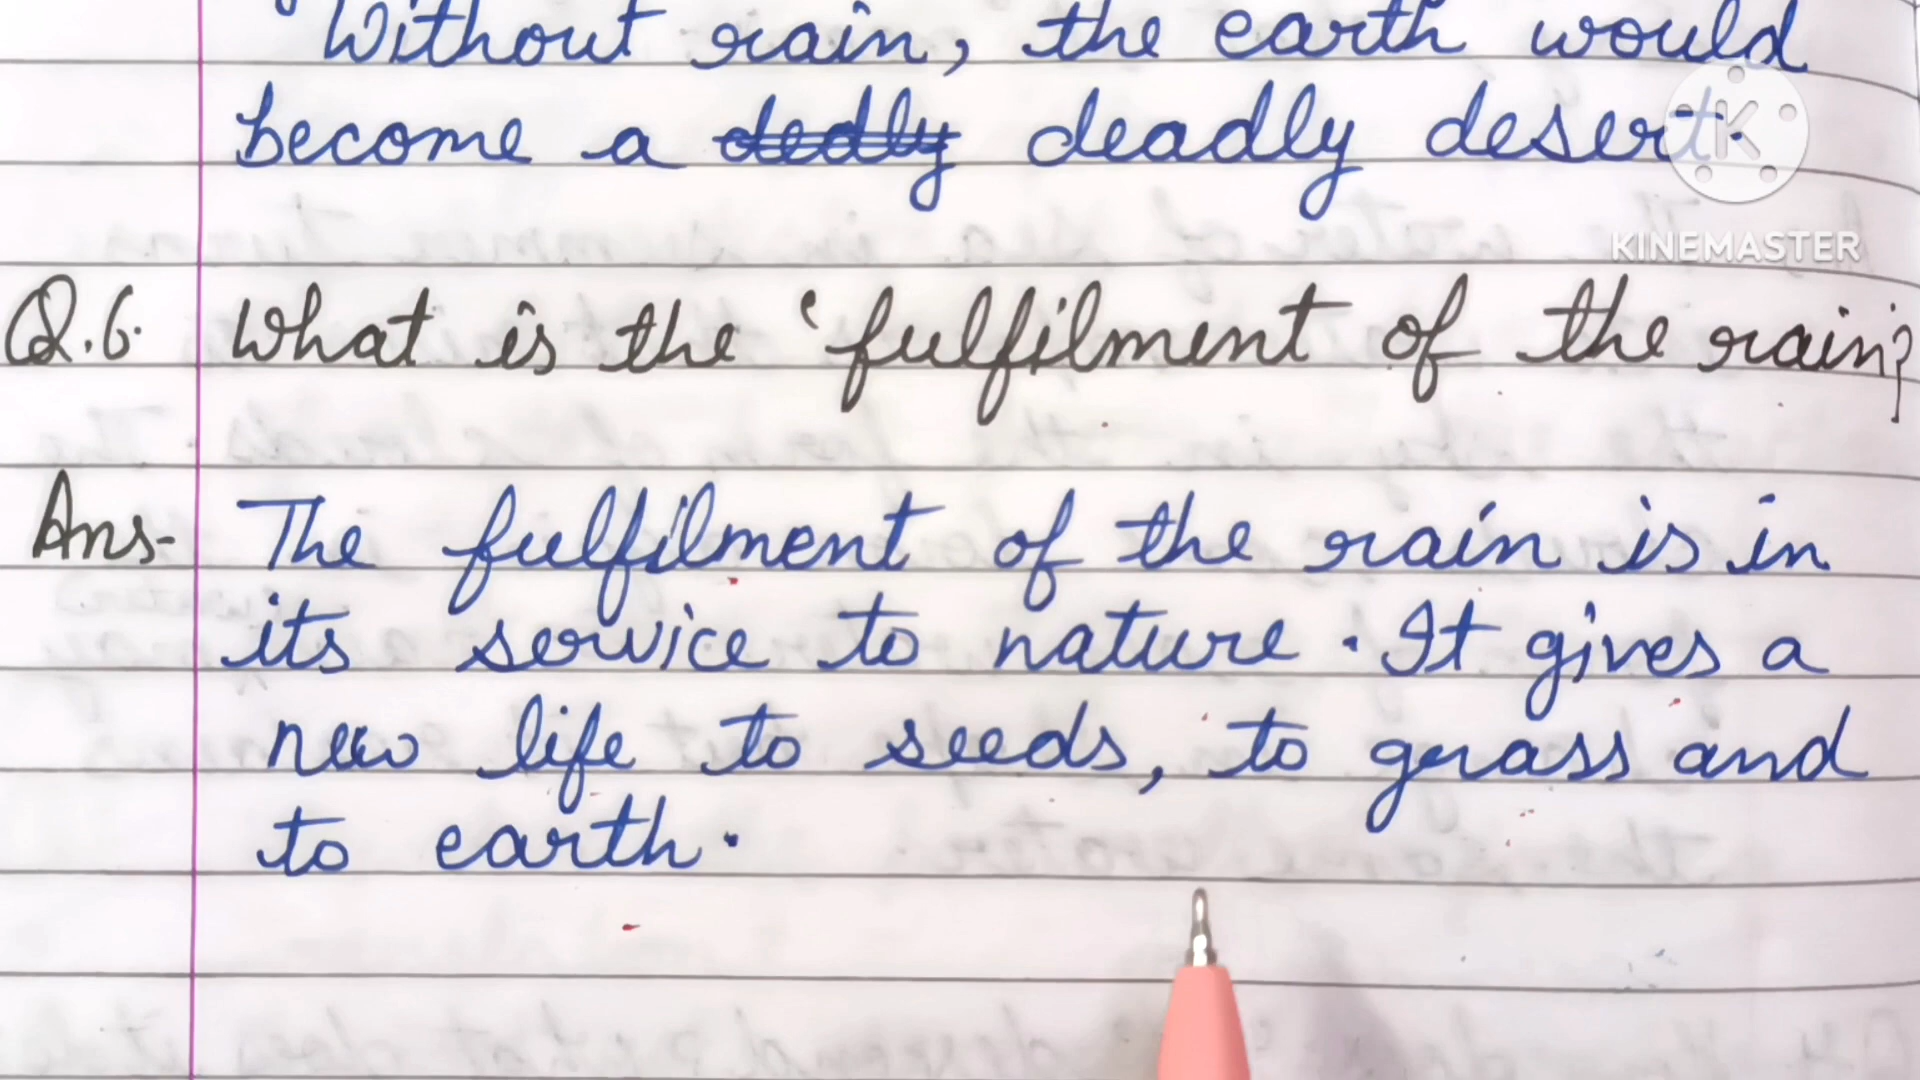 Without rain, the earth would
become a dedly deadly desert.
KINEMASTER
Q.6. What is the 'fulfilment of the rain?
Ans- The fulfilment of the rain is in
its service to nature. It gives a
new life to seeds, to grass and
to earth.